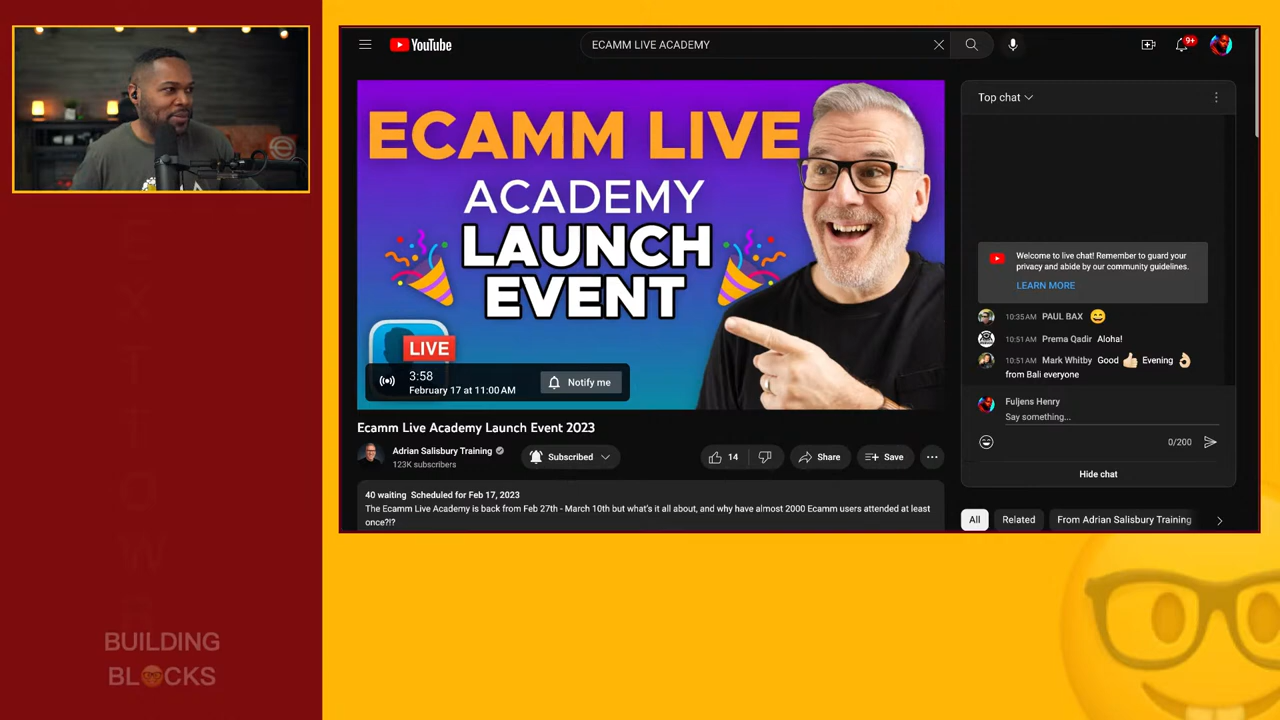 YouTube
ECAMM LIVE ACADEMY
9+
ECAMM LIVE
ACADEMY
LAUNCH
EVENT
LIVE
3:58
February 17 at 11:00 AM
Notify me
Ecamm Live Academy Launch Event 2023
Adrian Salisbury Training
123K subscribers
Subscribed
14
Share
Save
40 waiting Scheduled for Feb 17, 2023
The Ecamm Live Academy is back from Feb 27th - March 10th but what's it all about, and why have almost 2000 Ecamm users attended at least
once?!?
Top chat
Welcome to live chat! Remember to guard your
privacy and abide by our community guidelines.
LEARN MORE
10:35 AM PAUL BAX 😄
10:51 AM Prema Qadir Aloha!
10:51 AM Mark Whitby Good 👍🏼 Evening 👌🏼
from Bali everyone
Fuljens Henry
Say something...
0/200
Hide chat
All
Related
From Adrian Salisbury Training
BUILDING
BLOCKS